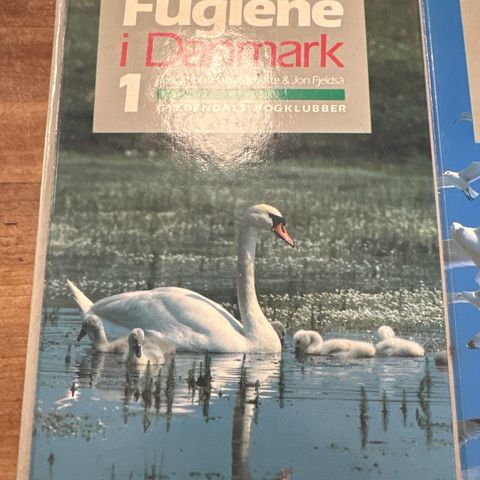 Fuglene
i Danmark
1
& Jon Fjeldså
GYLDENDALS BOGKLUBBER